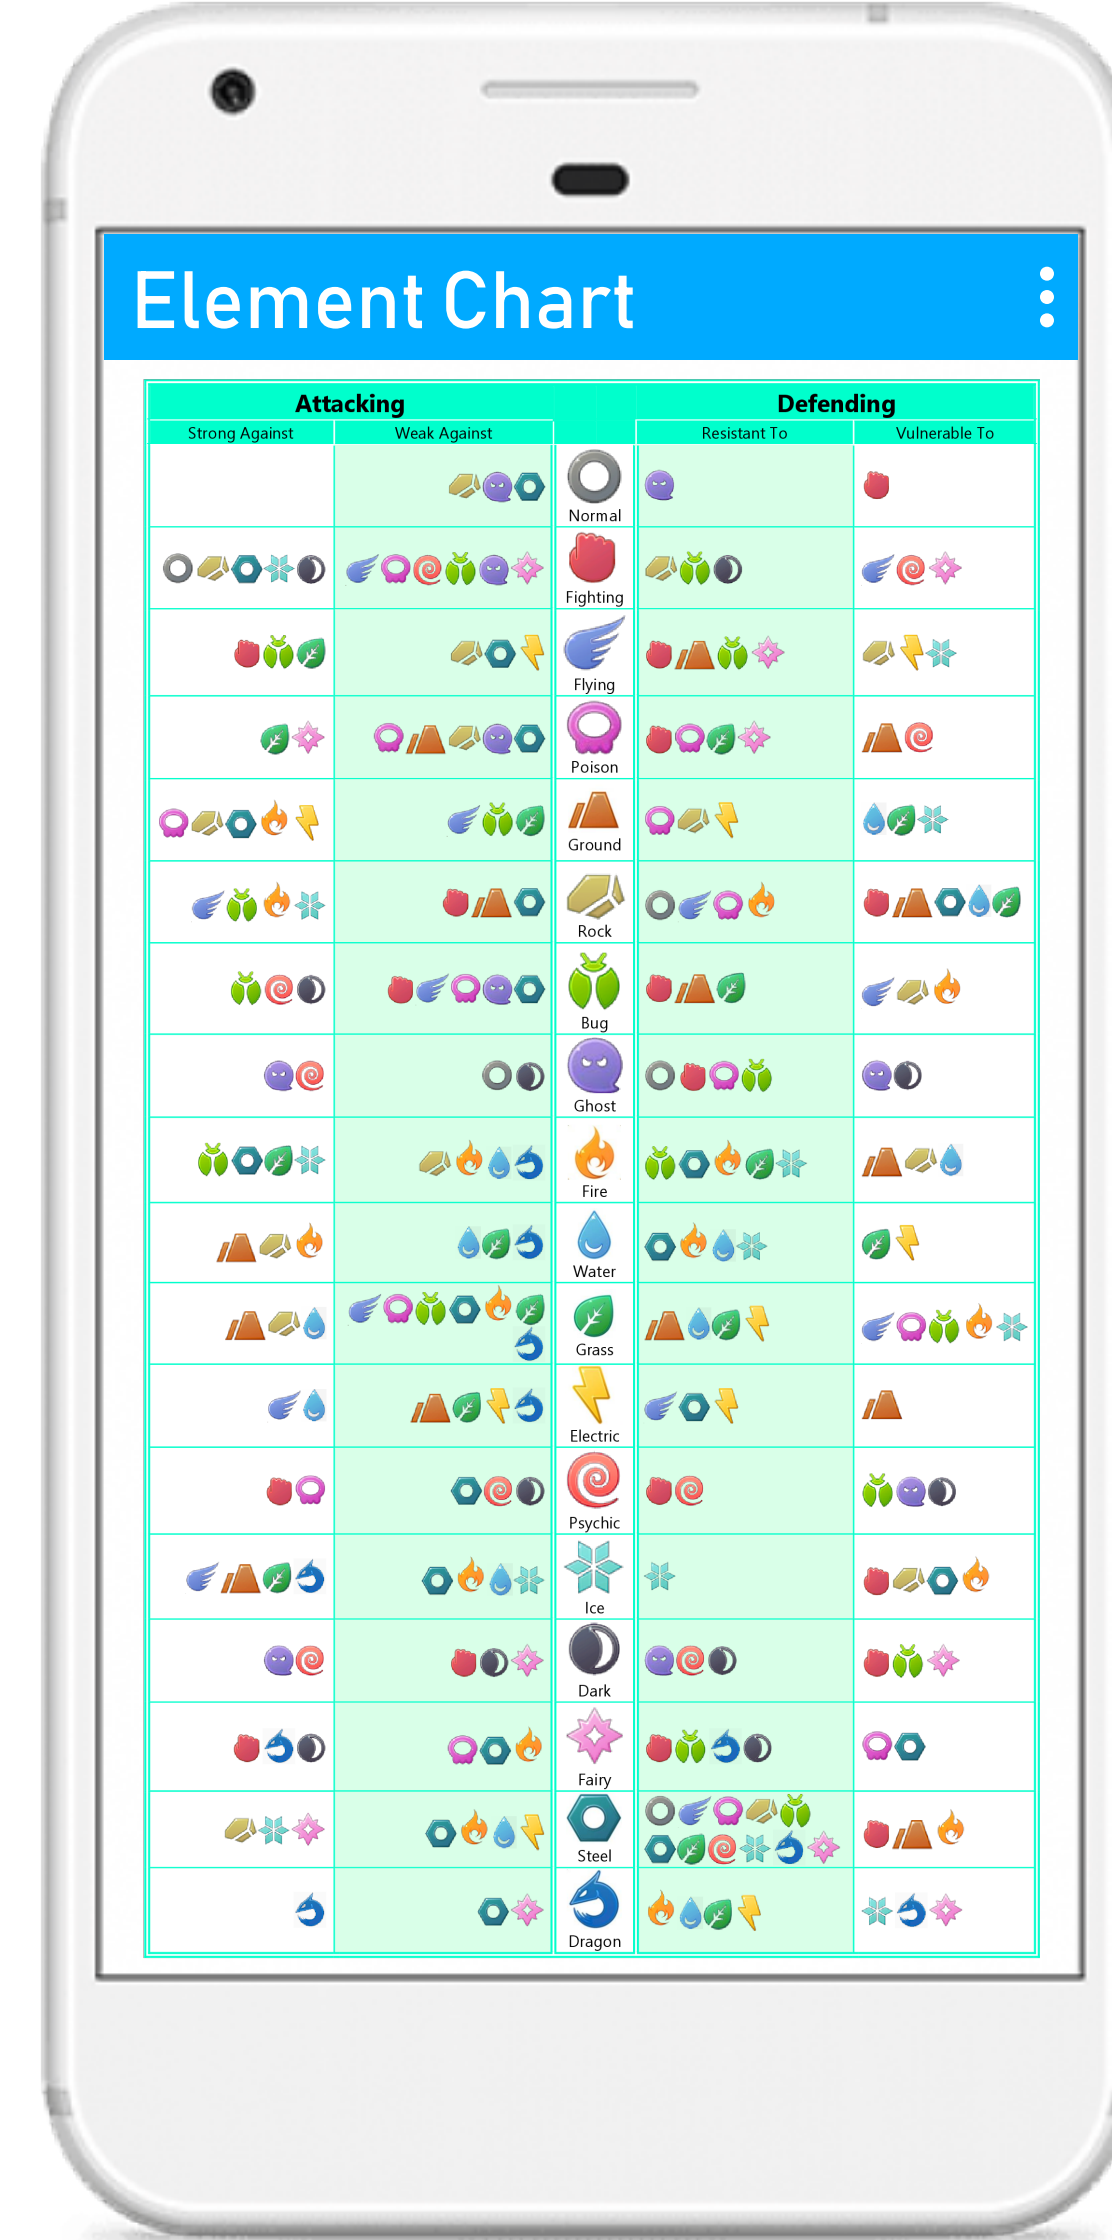 Element Chart
Attacking
Defending
Strong Against
Weak Against
Resistant To
Vulnerable To
Normal
Fighting
Flying
Poison
Ground
Rock
Bug
Ghost
Fire
Water
Grass
Electric
Psychic
Ice
Dark
Fairy
Steel
Dragon